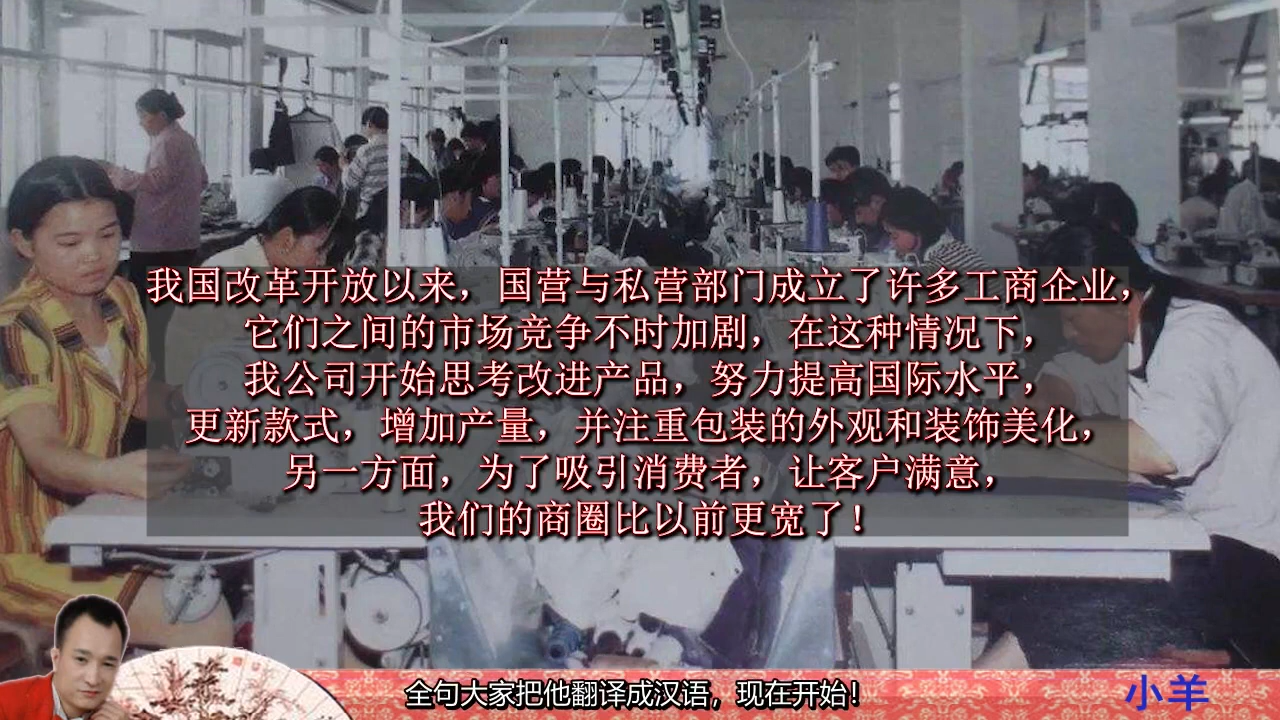 我国改革开放以来，国营与私营部门成立了许多工商企业，
它们之间的市场竞争不时加剧，在这种情况下，
我公司开始思考改进产品，努力提高国际水平，
更新款式，增加产量，并注重包装的外观和装饰美化，
另一方面，为了吸引消费者，让客户满意，
我们的商圈比以前更宽了！
全句大家把他翻译成汉语，现在开始！
小羊